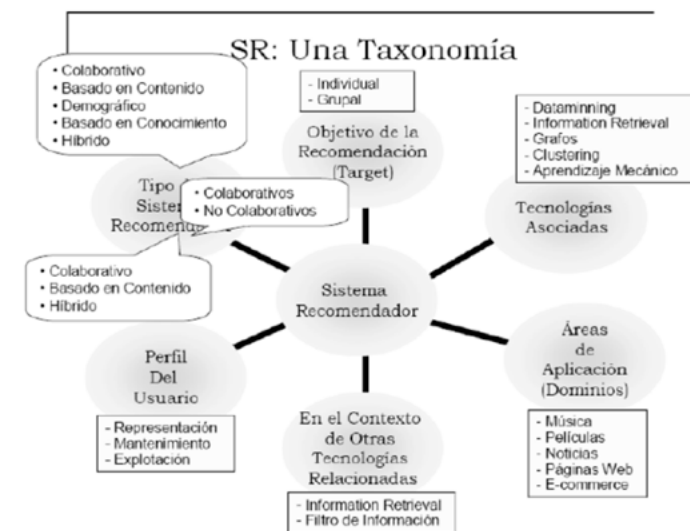 SR: Una Taxonomía
• Colaborativo
• Basado en Contenido
• Demográfico
• Basado en Conocimiento
• Híbrido
- Individual
- Grupal
Objetivo de la
Recomendación
(Target)
- Dataminning
- Information Retrieval
- Grafos
- Clustering
- Aprendizaje Mecánico
Tecnologías
Asociadas
Tipo
• Colaborativos
• No Colaborativos
• Colaborativo
• Basado en Contenido
• Híbrido
Sistema
Recomendador
Áreas
de
Aplicación
(Dominios)
- Música
- Películas
- Noticias
- Páginas Web
- E-commerce
Perfil
Del
Usuario
- Representación
- Mantenimiento
- Explotación
En el Contexto
de Otras
Tecnologías
Relacionadas
- Information Retrieval
- Filtro de Información